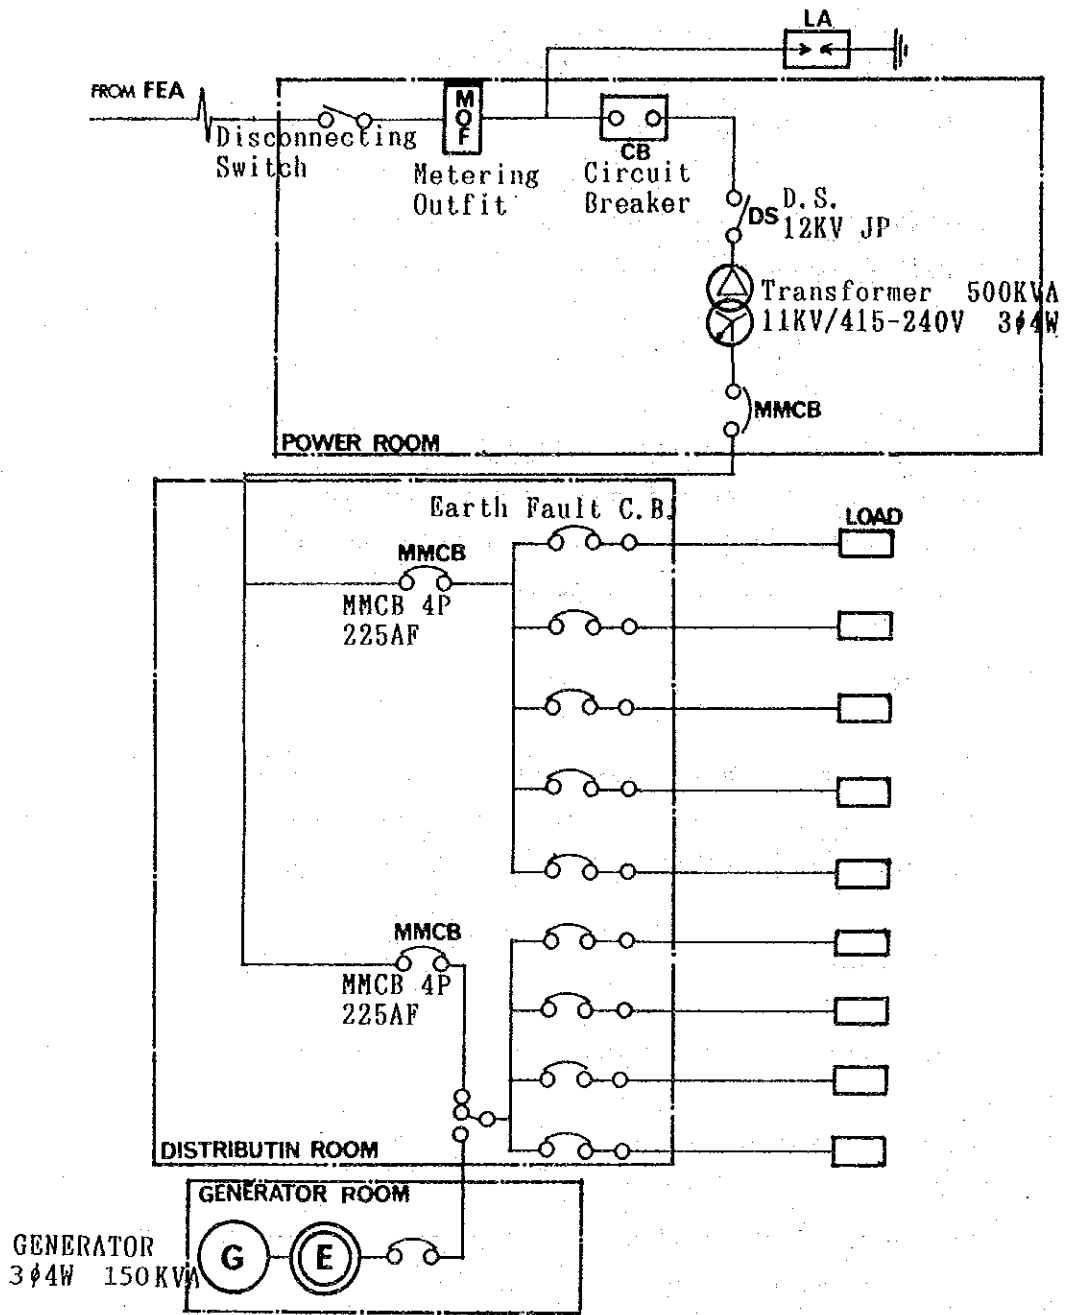 LA
FROM FEA
MOF
Disconnecting
Switch
Metering
Outfit
CB
Circuit
Breaker
DS
D.S.
12KV JP
Transformer 500KVA
11KV/415-240V 3φ4W
MMCB
POWER ROOM
Earth Fault C.B.
LOAD
MMCB
MMCB 4P
225AF
MMCB
MMCB 4P
225AF
DISTRIBUTIN ROOM
GENERATOR ROOM
GENERATOR
3φ4W 150KVA
G
E